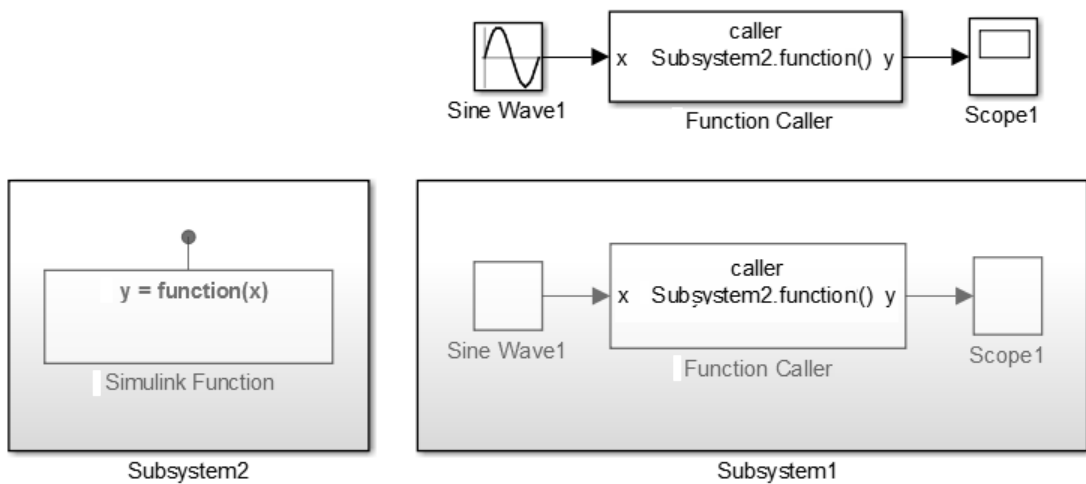 caller
x Subsystem2.function() y
Sine Wave1
Function Caller
Scope1
y = function(x)
Simulink Function
Subsystem2
caller
x Subsystem2.function() y
Sine Wave1
Function Caller
Scope1
Subsystem1